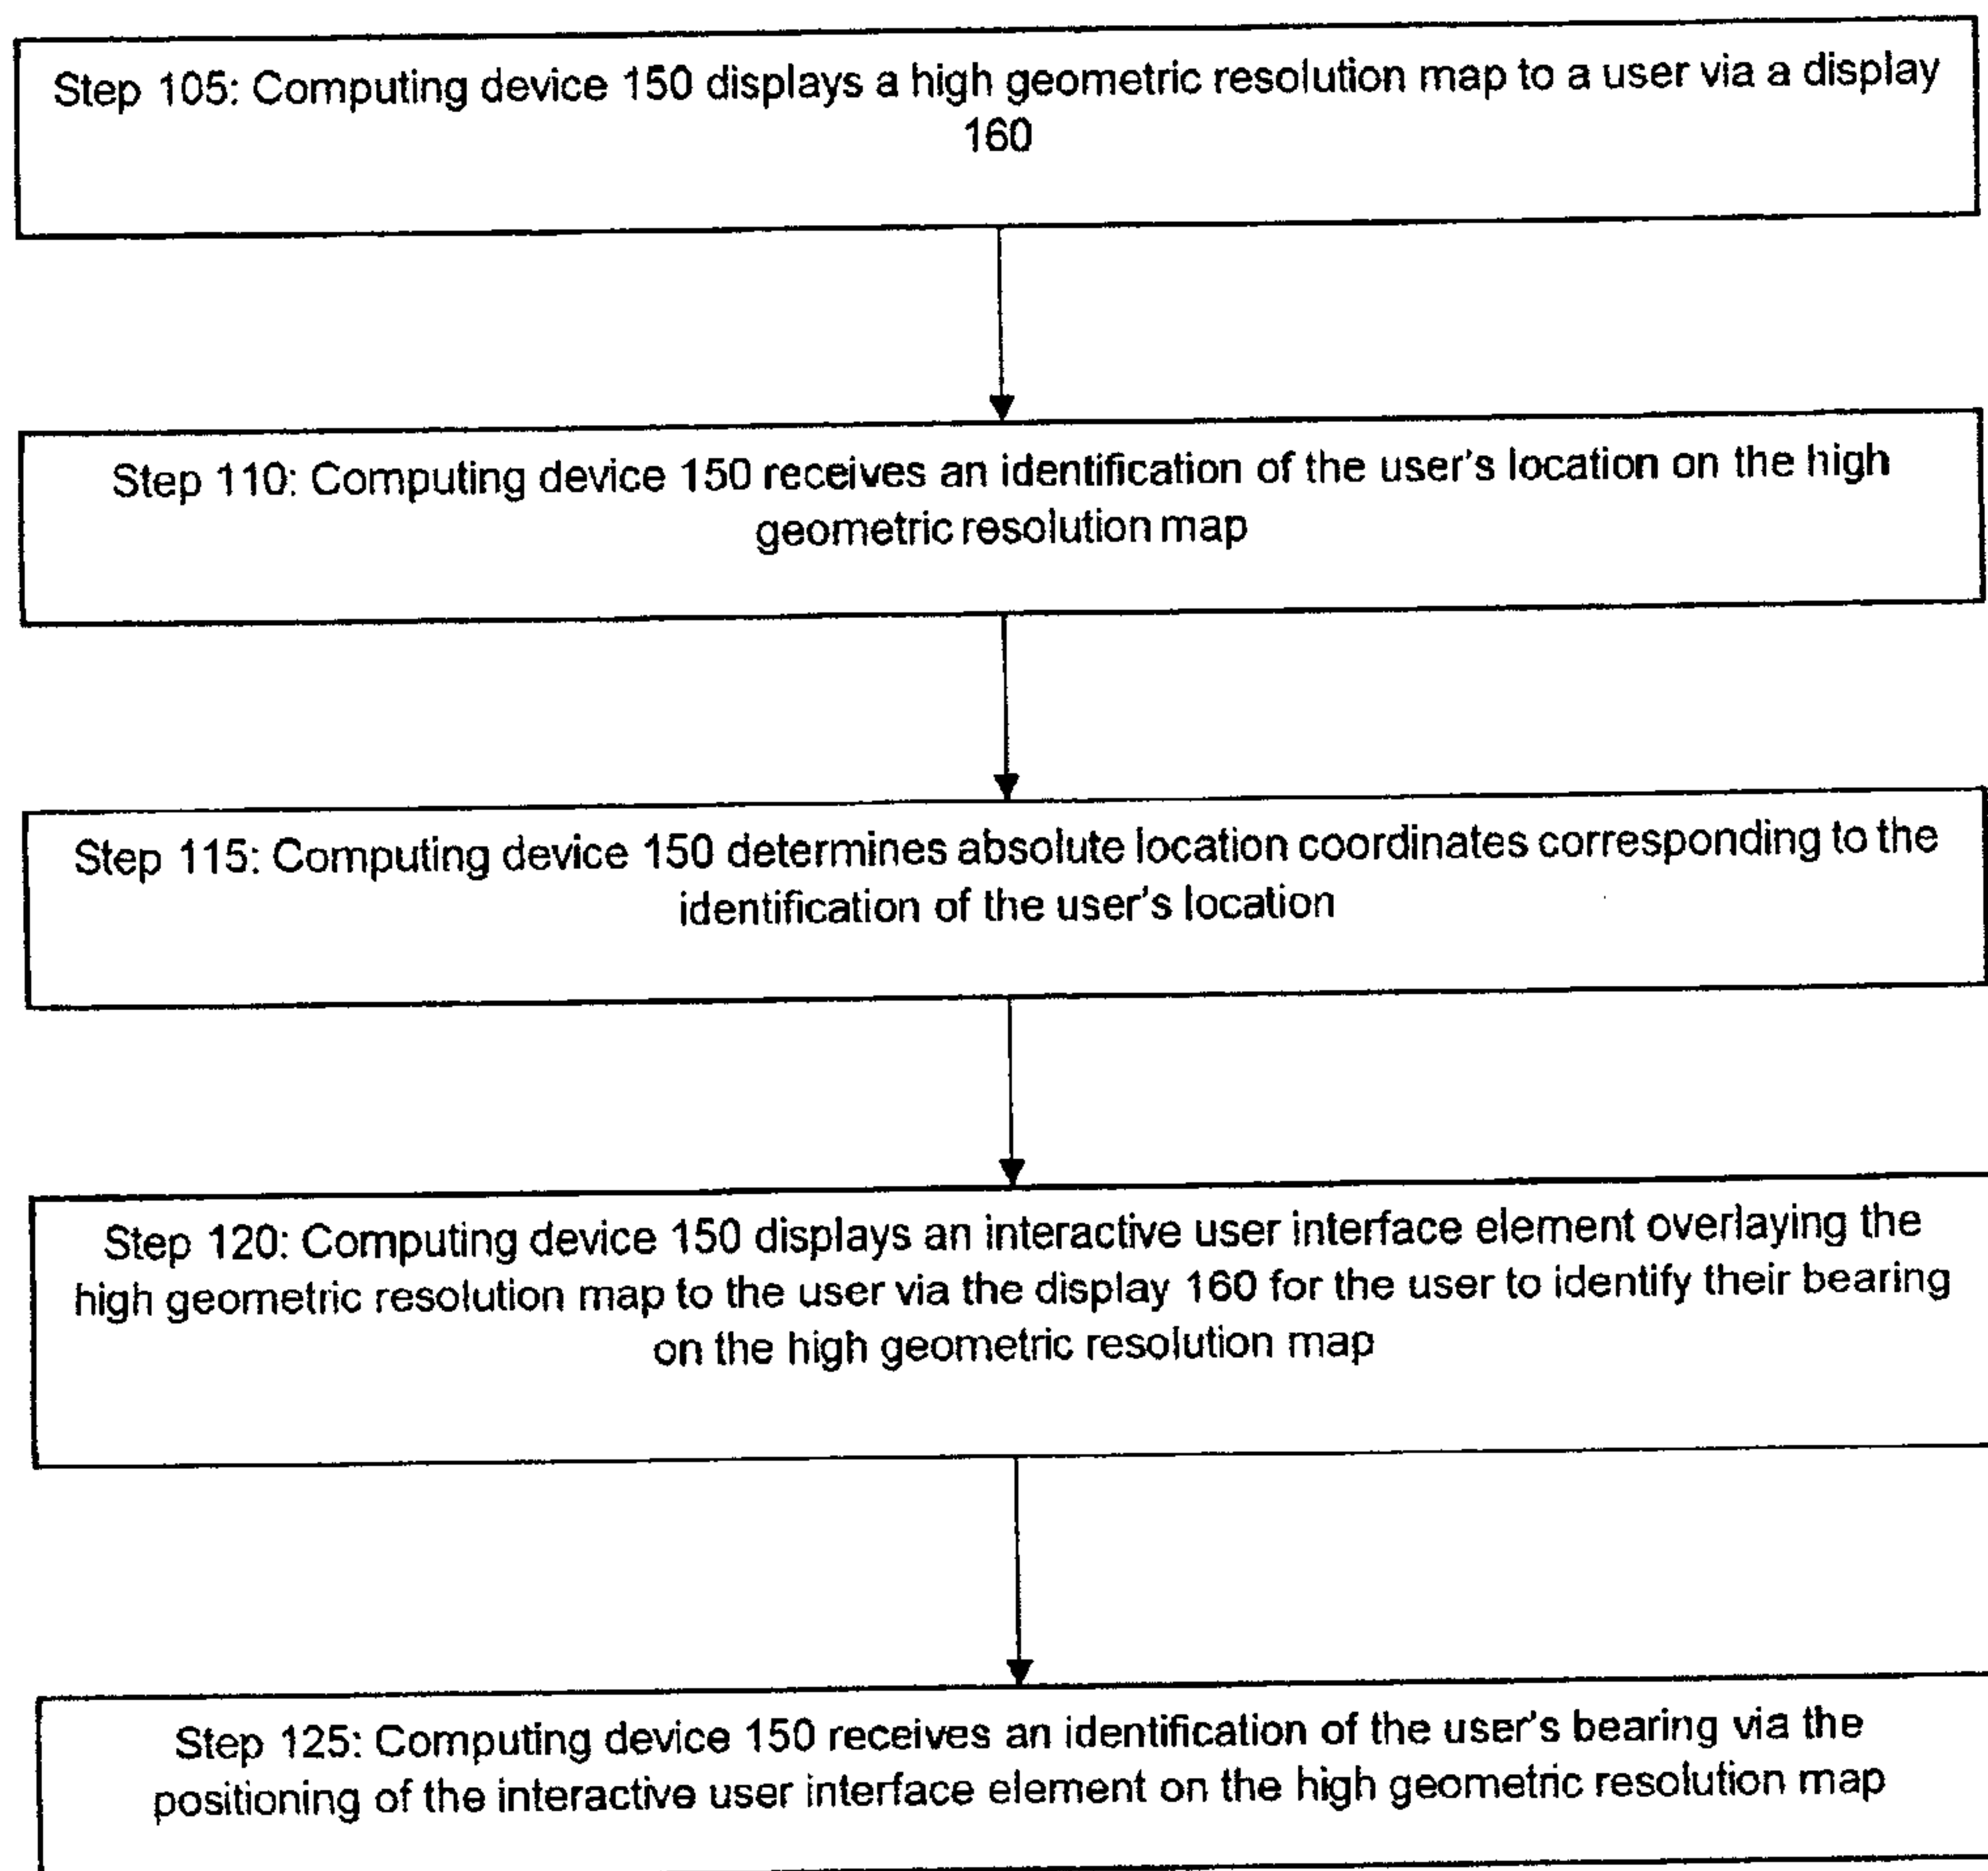 Step 105: Computing device 150 displays a high geometric resolution map to a user via a display
160
Step 110: Computing device 150 receives an identification of the user's location on the high
geometric resolution map
Step 115: Computing device 150 determines absolute location coordinates corresponding to the
identification of the user's location
Step 120: Computing device 150 displays an interactive user interface element overlaying the
high geometric resolution map to the user via the display 160 for the user to identify their bearing
on the high geometric resolution map
Step 125: Computing device 150 receives an identification of the user's bearing via the
positioning of the interactive user interface element on the high geometric resolution map